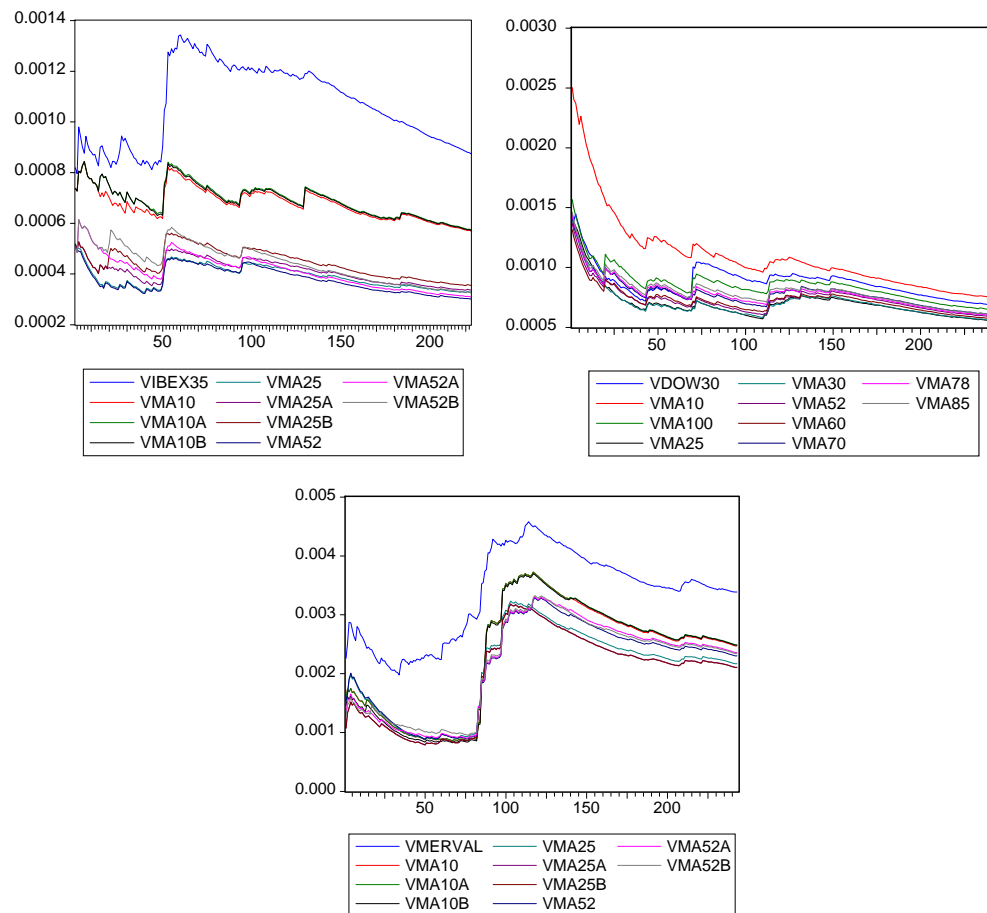 0.0014
0.0012
0.0010
0.0008
0.0006
0.0004
0.0002
50 100 150 200
VIBEX35 VMA25 VMA52A
VMA10 VMA25A VMA52B
VMA10A VMA25B
VMA10B VMA52
0.0030
0.0025
0.0020
0.0015
0.0010
0.0005
50 100 150 200
VDOW30 VMA30 VMA78
VMA10 VMA52 VMA85
VMA100 VMA60
VMA25 VMA70
0.005
0.004
0.003
0.002
0.001
0.000
50 100 150 200
VMERVAL VMA25 VMA52A
VMA10 VMA25A VMA52B
VMA10A VMA25B
VMA10B VMA52